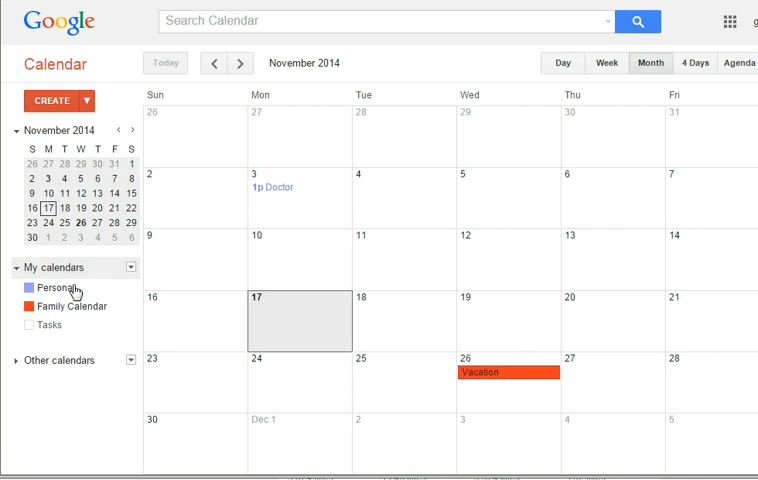 Google
Search Calendar
g
Calendar
Today
November 2014
Day Week Month 4 Days Agenda
CREATE
November 2014
S M T W T F S
26 27 28 29 30 31 1
2 3 4 5 6 7 8
9 10 11 12 13 14 15
16 17 18 19 20 21 22
23 24 25 26 27 28 29
30 1 2 3 4 5 6
My calendars
Personal
Family Calendar
Tasks
Other calendars
Sun Mon Tue Wed Thu Fri
26 27 28 29 30 31
2 3 4 5 6 7
1p Doctor
9 10 11 12 13 14
16 17 18 19 20 21
23 24 25 26 27 28
Vacation
30 Dec 1 2 3 4 5